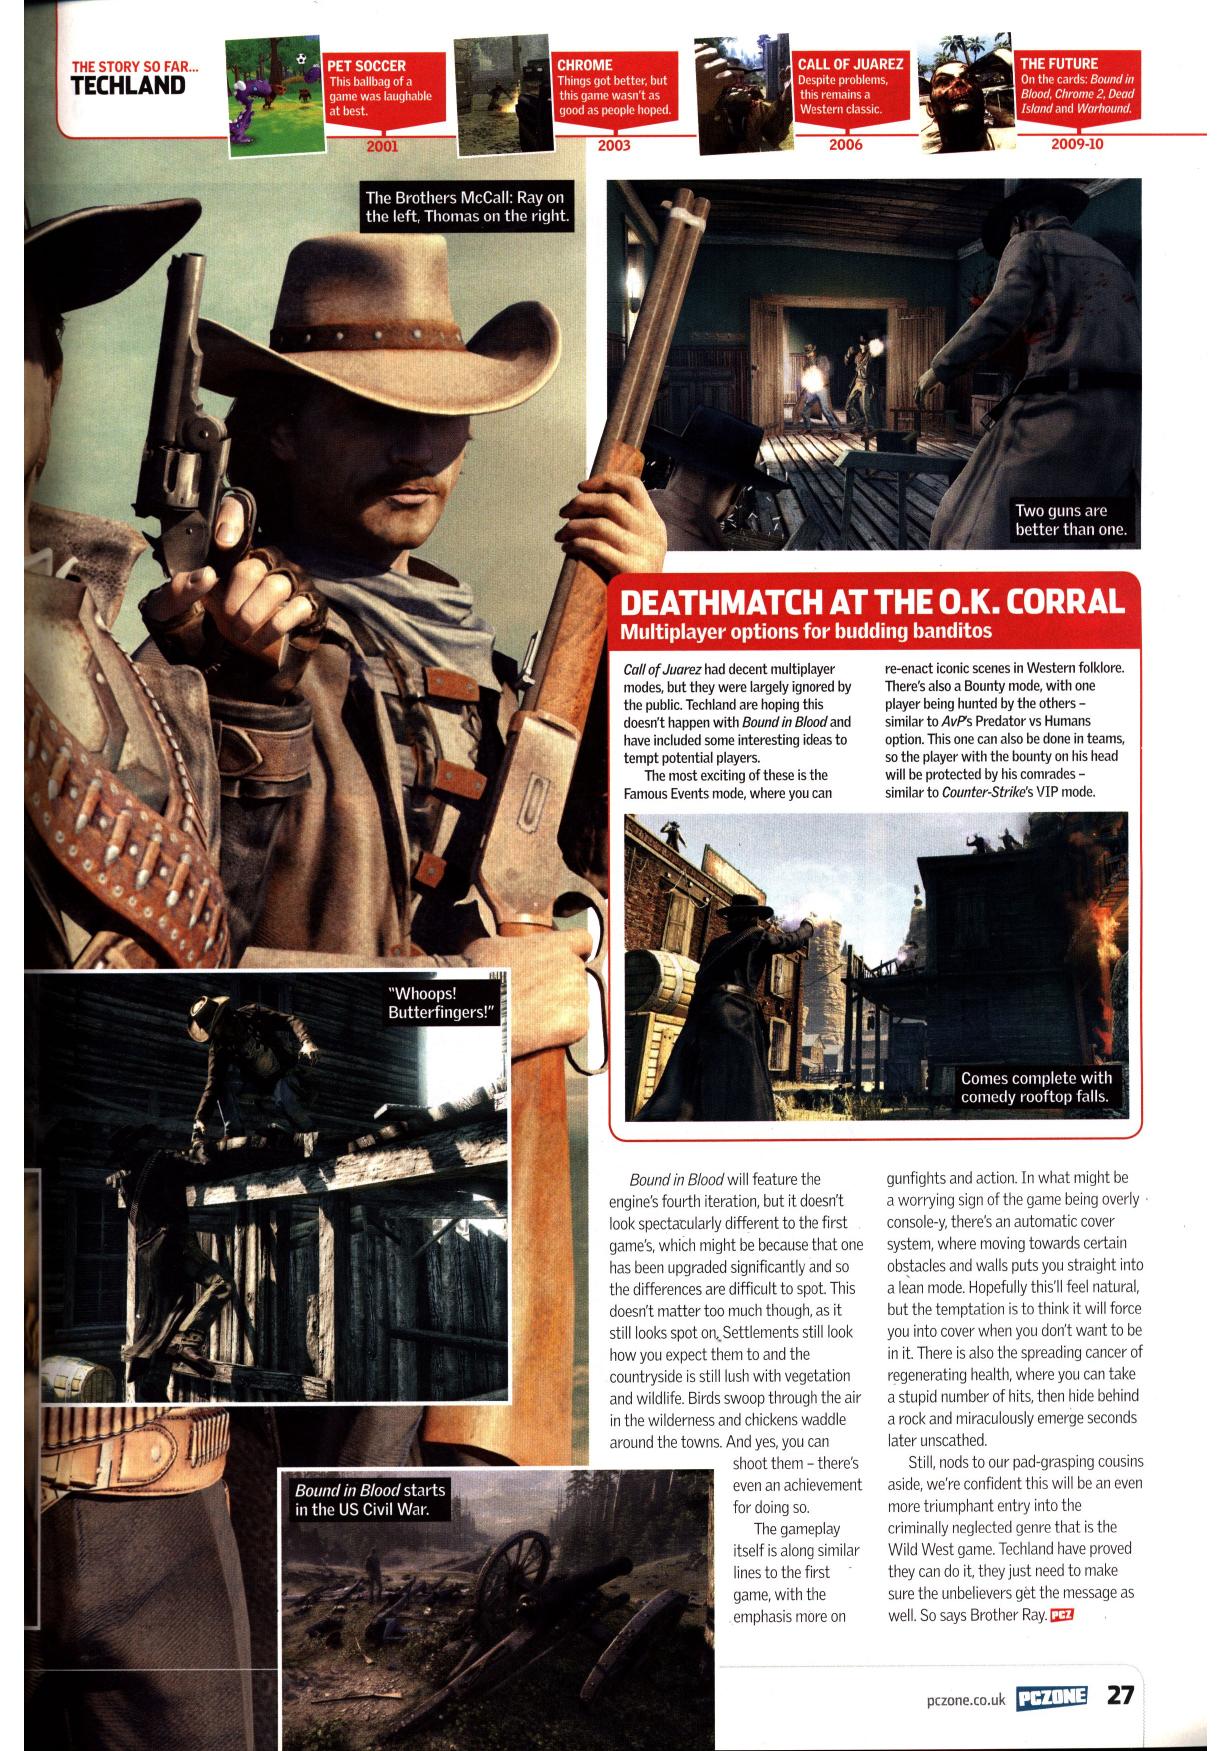 THE STORY SO FAR...
TECHLAND
PET SOCCER
This ballbag of a
game was laughable
at best.
2001
CHROME
Things got better, but
this game wasn't as
good as people hoped.
2003
CALL OF JUAREZ
Despite problems,
this remains a
Western classic.
2006
THE FUTURE
On the cards: Bound in
Blood, Chrome 2, Dead
Island and Warhound.
2009-10
The Brothers McCall: Ray on
the left, Thomas on the right.
Two guns are
better than one.
DEATHMATCH AT THE O.K. CORRAL
Multiplayer options for budding banditos
Call of Juarez had decent multiplayer
modes, but they were largely ignored by
the public. Techland are hoping this
doesn't happen with Bound in Blood and
have included some interesting ideas to
tempt potential players.
The most exciting of these is the
Famous Events mode, where you can
re-enact iconic scenes in Western folklore.
There's also a Bounty mode, with one
player being hunted by the others –
similar to AvP's Predator vs Humans
option. This one can also be done in teams,
so the player with the bounty on his head
will be protected by his comrades –
similar to Counter-Strike's VIP mode.
Comes complete with
comedy rooftop falls.
"Whoops!
Butterfingers!"
Bound in Blood starts
in the US Civil War.
Bound in Blood will feature the
engine's fourth iteration, but it doesn't
look spectacularly different to the first
game's, which might be because that one
has been upgraded significantly and so
the differences are difficult to spot. This
doesn't matter too much though, as it
still looks spot on. Settlements still look
how you expect them to and the
countryside is still lush with vegetation
and wildlife. Birds swoop through the air
in the wilderness and chickens waddle
around the towns. And yes, you can
shoot them – there's
even an achievement
for doing so.
The gameplay
itself is along similar
lines to the first
game, with the
emphasis more on
gunfights and action. In what might be
a worrying sign of the game being overly
console-y, there's an automatic cover
system, where moving towards certain
obstacles and walls puts you straight into
a lean mode. Hopefully this'll feel natural,
but the temptation is to think it will force
you into cover when you don't want to be
in it. There is also the spreading cancer of
regenerating health, where you can take
a stupid number of hits, then hide behind
a rock and miraculously emerge seconds
later unscathed.
Still, nods to our pad-grasping cousins
aside, we're confident this will be an even
more triumphant entry into the
criminally neglected genre that is the
Wild West game. Techland have proved
they can do it, they just need to make
sure the unbelievers get the message as
well. So says Brother Ray. PCZ
pczone.co.uk PCZONE 27